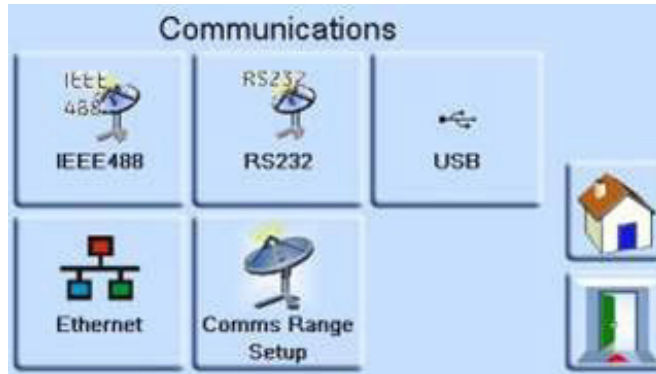 Communications
IEEE
488
IEEE488
RS232
RS232
USB
Ethernet
Comms Range
Setup